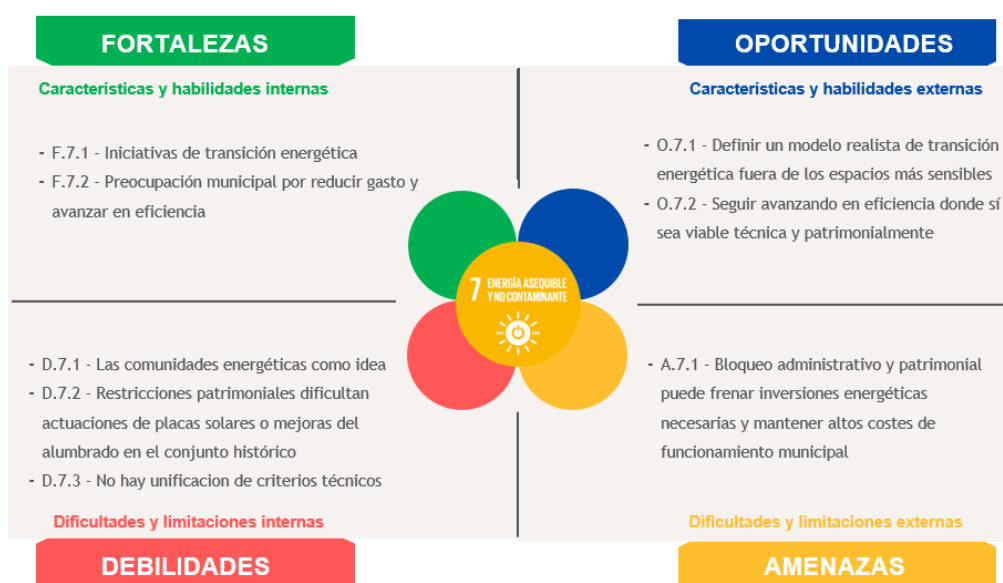 FORTALEZAS
Características y habilidades internas
- F.7.1 - Iniciativas de transición energética
- F.7.2 - Preocupación municipal por reducir gasto y
avanzar en eficiencia
OPORTUNIDADES
Características y habilidades externas
- O.7.1 - Definir un modelo realista de transición
energética fuera de los espacios más sensibles
- O.7.2 - Seguir avanzando en eficiencia donde sí
sea viable técnica y patrimonialmente
7 ENERGÍA ASEQUIBLE
Y NO CONTAMINANTE
- D.7.1 - Las comunidades energéticas como idea
- D.7.2 - Restricciones patrimoniales dificultan
actuaciones de placas solares o mejoras del
alumbrado en el conjunto histórico
- D.7.3 - No hay unificacion de criterios técnicos
Dificultades y limitaciones internas
DEBILIDADES
- A.7.1 - Bloqueo administrativo y patrimonial
puede frenar inversiones energéticas
necesarias y mantener altos costes de
funcionamiento municipal
Dificultades y limitaciones externas
AMENAZAS